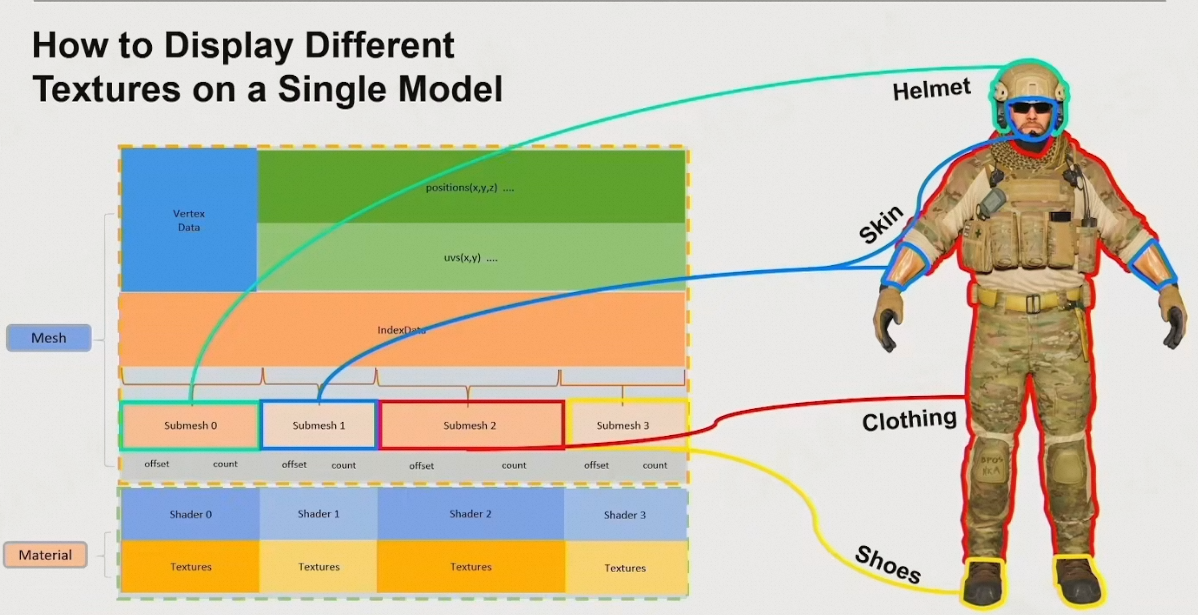 How to Display Different
Textures on a Single Model
Helmet
positions(x,y,z) ....
Vertex
Data
Skin
uvs(x,y) ....
Mesh
IndexData
Submesh 0
Submesh 1
Submesh 2
Submesh 3
Clothing
offset
count
offset
count
offset
count
offset
count
Shader 0
Shader 1
Shader 2
Shader 3
Material
Textures
Textures
Textures
Textures
Shoes